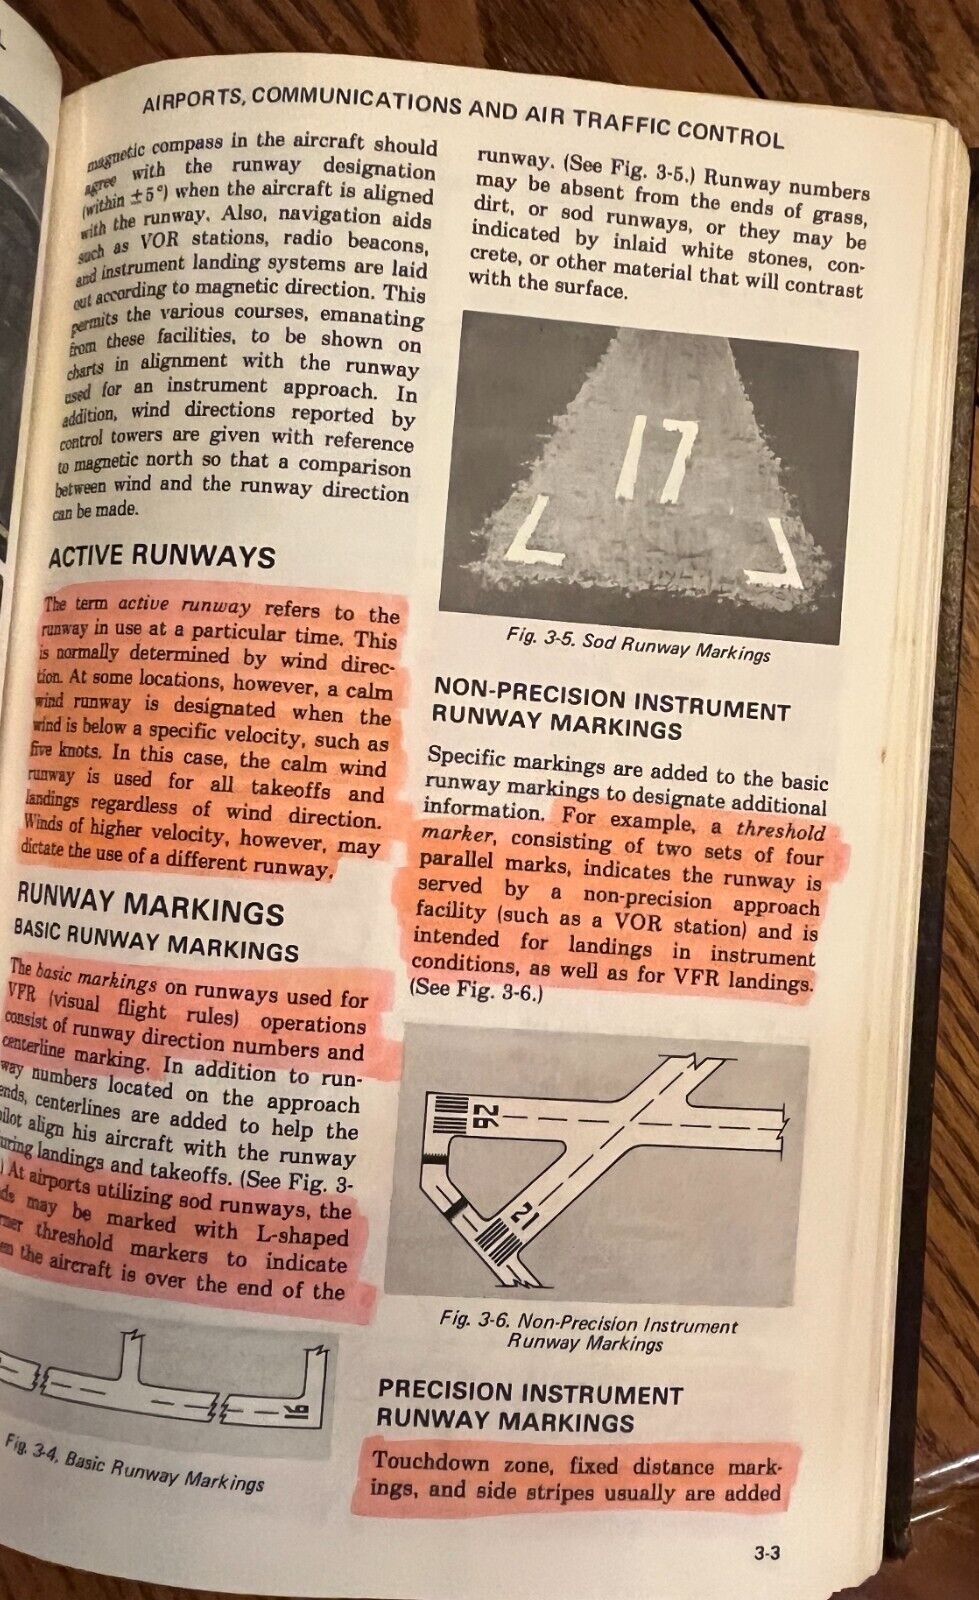 AIRPORTS, COMMUNICATIONS AND AIR TRAFFIC CONTROL
magnetic compass in the aircraft should
agree with the runway designation
(within ±5°) when the aircraft is aligned
with the runway. Also, navigation aids
such as VOR stations, radio beacons,
and instrument landing systems are laid
out according to magnetic direction. This
permits the various courses, emanating
from these facilities, to be shown on
charts in alignment with the runway
used for an instrument approach. In
addition, wind directions reported by
control towers are given with reference
to magnetic north so that a comparison
between wind and the runway direction
can be made.
ACTIVE RUNWAYS
The term active runway refers to the
runway in use at a particular time. This
is normally determined by wind direc-
tion. At some locations, however, a calm
wind runway is designated when the
wind is below a specific velocity, such as
five knots. In this case, the calm wind
runway is used for all takeoffs and
landings regardless of wind direction.
Winds of higher velocity, however, may
dictate the use of a different runway.
RUNWAY MARKINGS
BASIC RUNWAY MARKINGS
The basic markings on runways used for
VFR (visual flight rules) operations
consist of runway direction numbers and
centerline marking. In addition to run-
way numbers located on the approach
ends, centerlines are added to help the
pilot align his aircraft with the runway
during landings and takeoffs. (See Fig. 3-
) At airports utilizing sod runways, the
may be marked with L-shaped
threshold markers to indicate
the aircraft is over the end of the
19
Fig. 3-4. Basic Runway Markings
runway. (See Fig. 3-5.) Runway numbers
may be absent from the ends of grass,
dirt, or sod runways, or they may be
indicated by inlaid white stones, con-
crete, or other material that will contrast
with the surface.
17
Fig. 3-5. Sod Runway Markings
NON-PRECISION INSTRUMENT
RUNWAY MARKINGS
Specific markings are added to the basic
runway markings to designate additional
information. For example, a threshold
marker, consisting of two sets of four
parallel marks, indicates the runway is
served by a non-precision approach
facility (such as a VOR station) and is
intended for landings in instrument
conditions, as well as for VFR landings.
(See Fig. 3-6.)
26
21
Fig. 3-6. Non-Precision Instrument
Runway Markings
PRECISION INSTRUMENT
RUNWAY MARKINGS
Touchdown zone, fixed distance mark-
ings, and side stripes usually are added
3-3